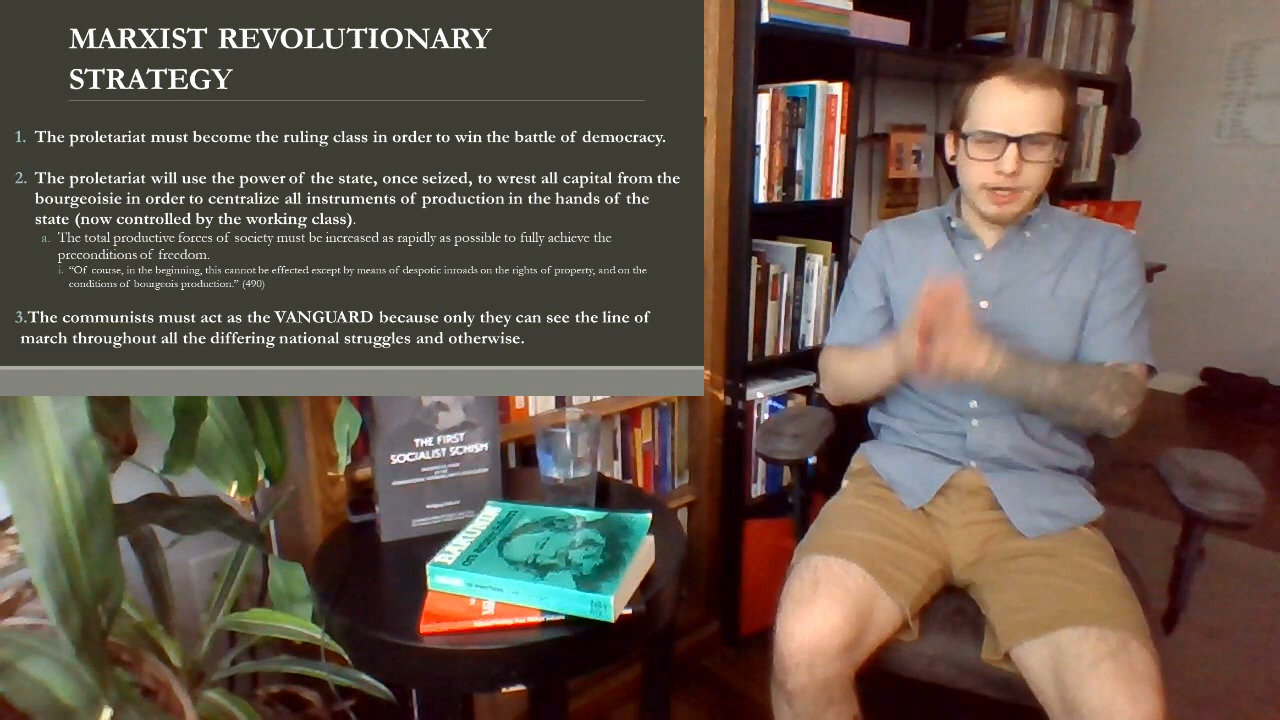 MARXIST REVOLUTIONARY
STRATEGY
1. The proletariat must become the ruling class in order to win the battle of democracy.
2. The proletariat will use the power of the state, once seized, to wrest all capital from the
bourgeoisie in order to centralize all instruments of production in the hands of the
state (now controlled by the working class).
a. The total productive forces of society must be increased as rapidly as possible to fully achieve the
preconditions of freedom.
i. “Of course, in the beginning, this cannot be effected except by means of despotic inroads on the rights of property, and on the
conditions of bourgeois production.” (490)
3.The communists must act as the VANGUARD because only they can see the line of
march throughout all the differing national struggles and otherwise.
THE FIRST
SOCIALIST SCHISM
BAKUNIN